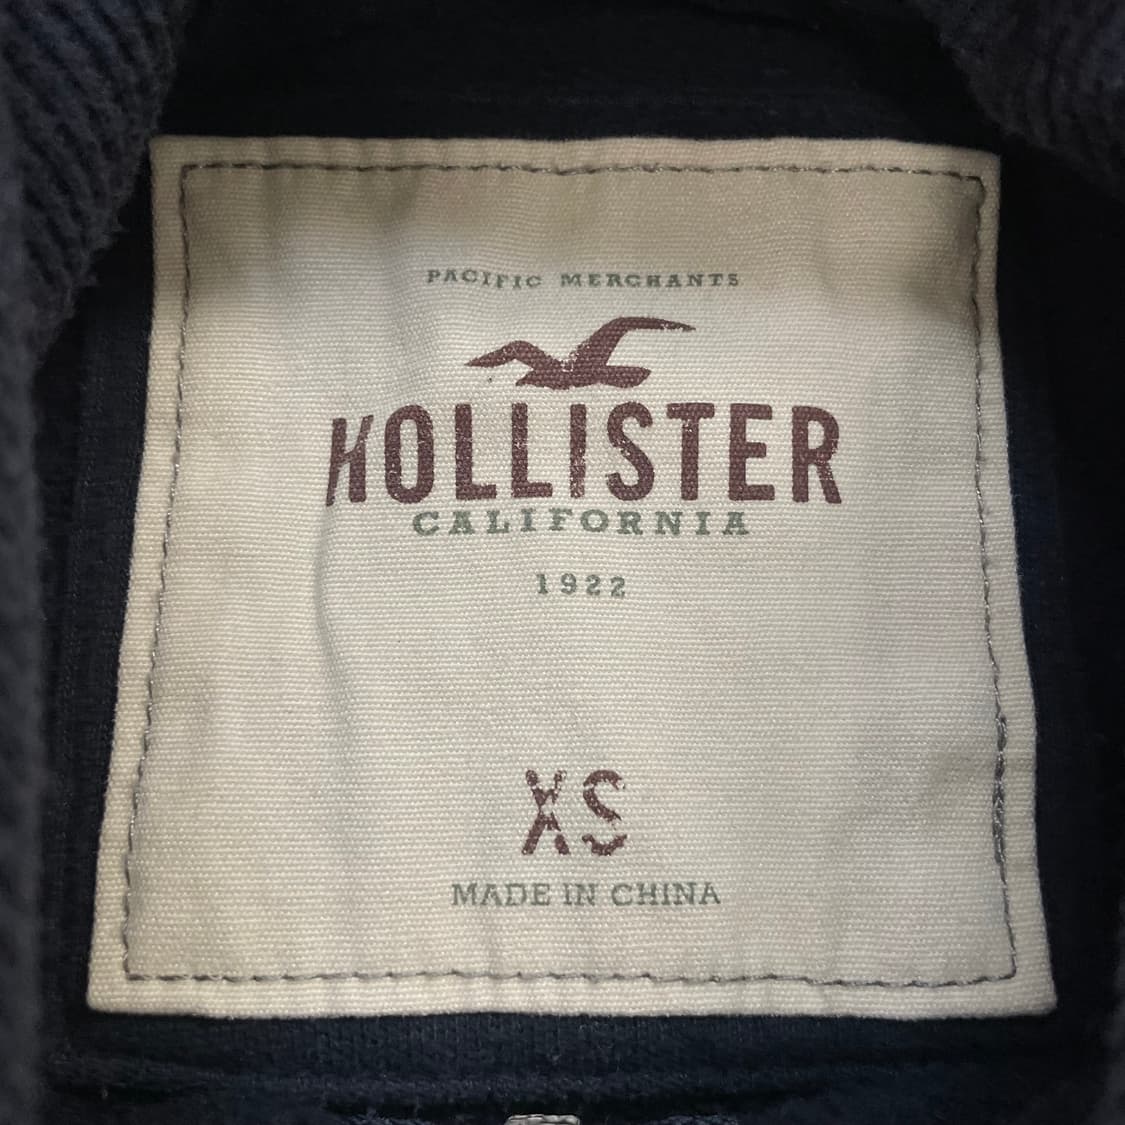 PACIFIC MERCHANTS
HOLLISTER
CALIFORNIA
1922
XS
MADE IN CHINA